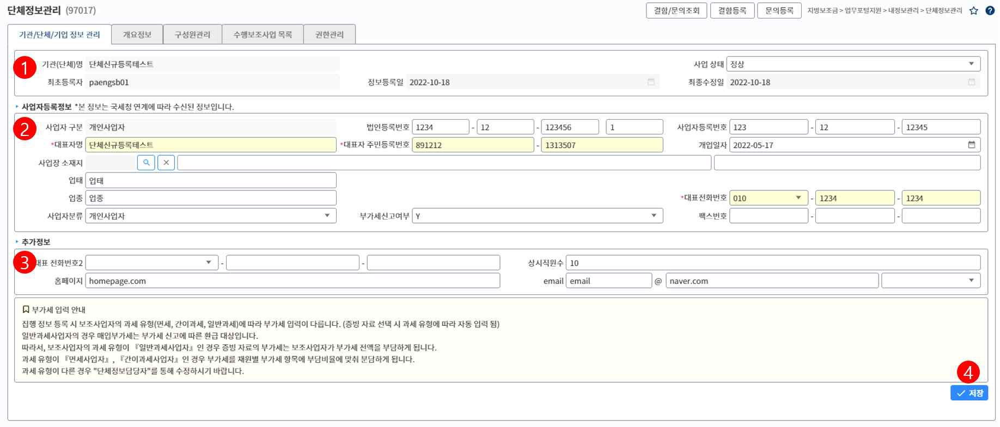 단체정보관리 (97017) 결함/문의조회 결함등록 문의등록 지방보조금 > 업무포털지원 > 내정보관리 > 단체정보관리 ?
기관/단체/기업 정보 관리 개요정보 구성원관리 수행보조사업 목록 권한관리
1 기관(단체)명 단체신규등록테스트 사업 상태 정상
최초등록자 paengsb01 정보등록일 2022-10-18 최종수정일 2022-10-18
사업자등록정보 *본 정보는 국세청 연계에 따라 수신된 정보입니다.
2 사업자 구분 개인사업자 법인등록번호 1234 - 12 - 123456 1 사업자등록번호 123 - 12 - 12345
*대표자명 단체신규등록테스트 *대표자 주민등록번호 891212 - 1313507 개업일자 2022-05-17
사업장 소재지
업태 업태
업종 업종 *대표전화번호 010 - 1234 - 1234
사업자분류 개인사업자 부가세신고여부 Y 팩스번호 - -
추가정보
3 대표 전화번호2 - - 상시직원수 10
홈페이지 homepage.com email email @ naver.com
부가세 입력 안내
집행 정보 등록 시 보조사업자의 과세 유형(면세, 간이과세, 일반과세)에 따라 부가세 입력이 다릅니다. (증빙 자료 선택 시 과세 유형에 따라 자동 입력 됨)
일반과세사업자의 경우 매입부가세는 부가세 신고에 따른 환급 대상입니다.
따라서, 보조사업자의 과세 유형이 『일반과세사업자』인 경우 증빙 자료의 부가세는 보조사업자가 부가세 전액을 부담하게 됩니다.
과세 유형이 『면세사업자』, 『간이과세사업자』인 경우 부가세를 재원별 부가세 항목에 부담비율에 맞춰 분담하게 됩니다.
과세 유형이 다른 경우 "단체정보담당자"를 통해 수정하시기 바랍니다.
4
저장